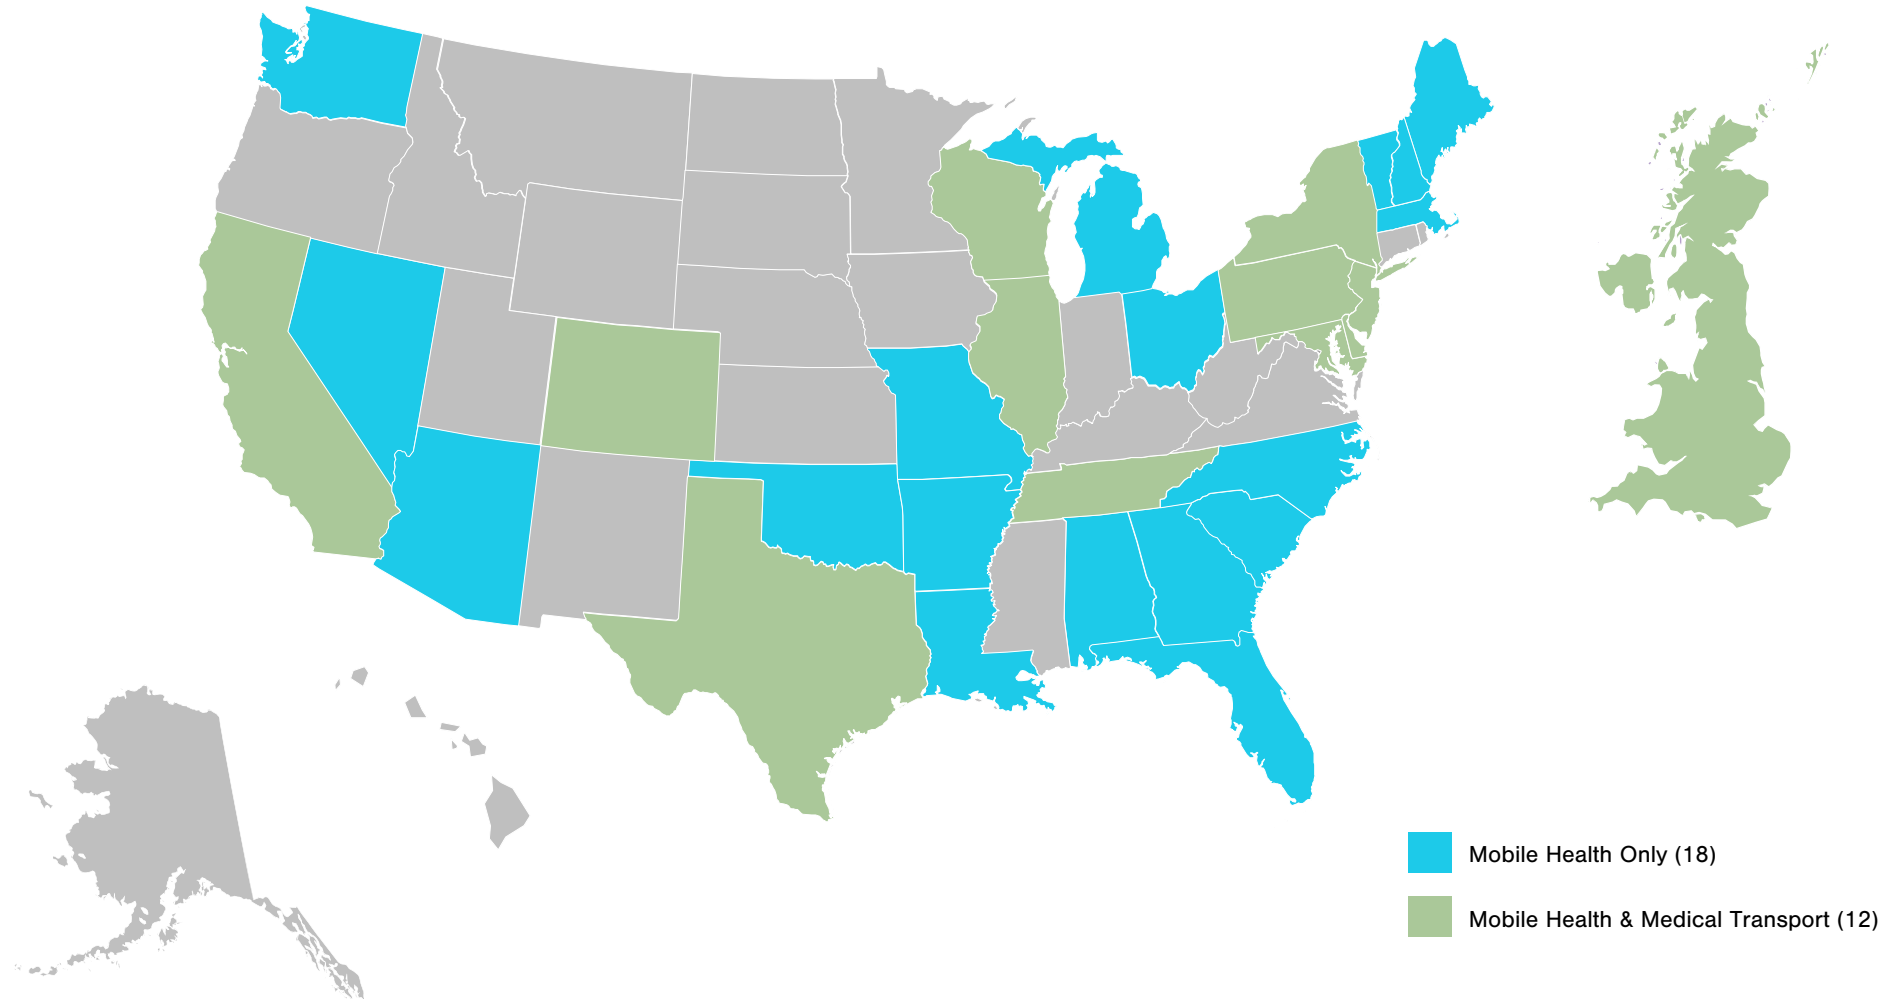 Mobile Health Only (18)
Mobile Health & Medical Transport (12)